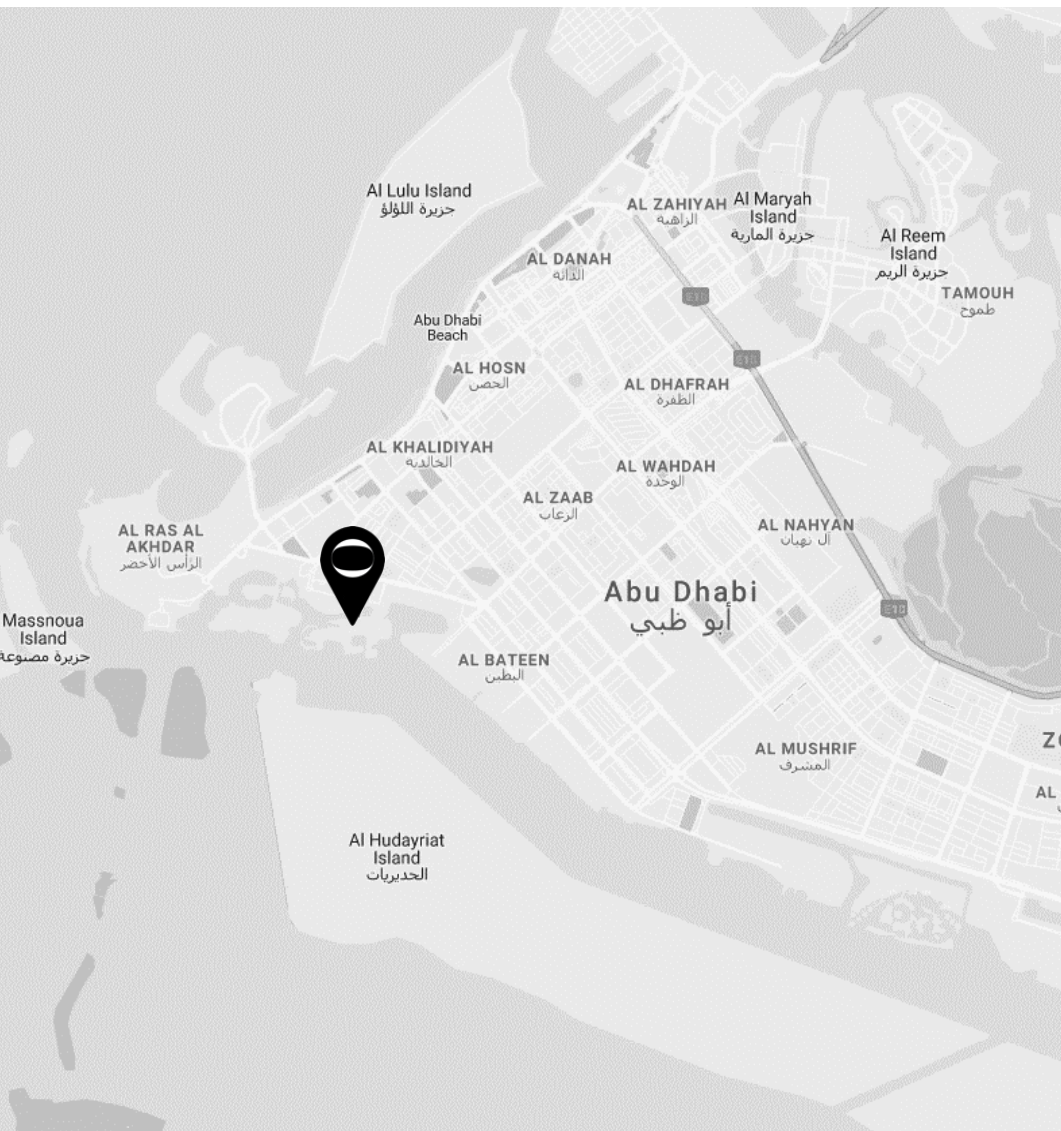 Al Lulu Island
جزيرة اللؤلؤ
AL ZAHIYAH
الزاهية
Al Maryah
Island
جزيرة المارية
Al Reem
Island
جزيرة الريم
AL DANAH
الدانة
E10
TAMOUH
طموح
Abu Dhabi
Beach
E10
AL HOSN
الحصن
AL DHAFRAH
الظفرة
AL KHALIDIYAH
الخالدية
AL WAHDAH
الوحدة
AL ZAAB
الزعاب
AL NAHYAN
آل نهيان
AL RAS AL
AKHDAR
الرأس الأخضر
Abu Dhabi
أبو ظبي
E10
Massnoua
Island
جزيرة مصنوعة
AL BATEEN
البطين
AL MUSHRIF
المشرف
Z
AL
Al Hudayriat
Island
الحديريات